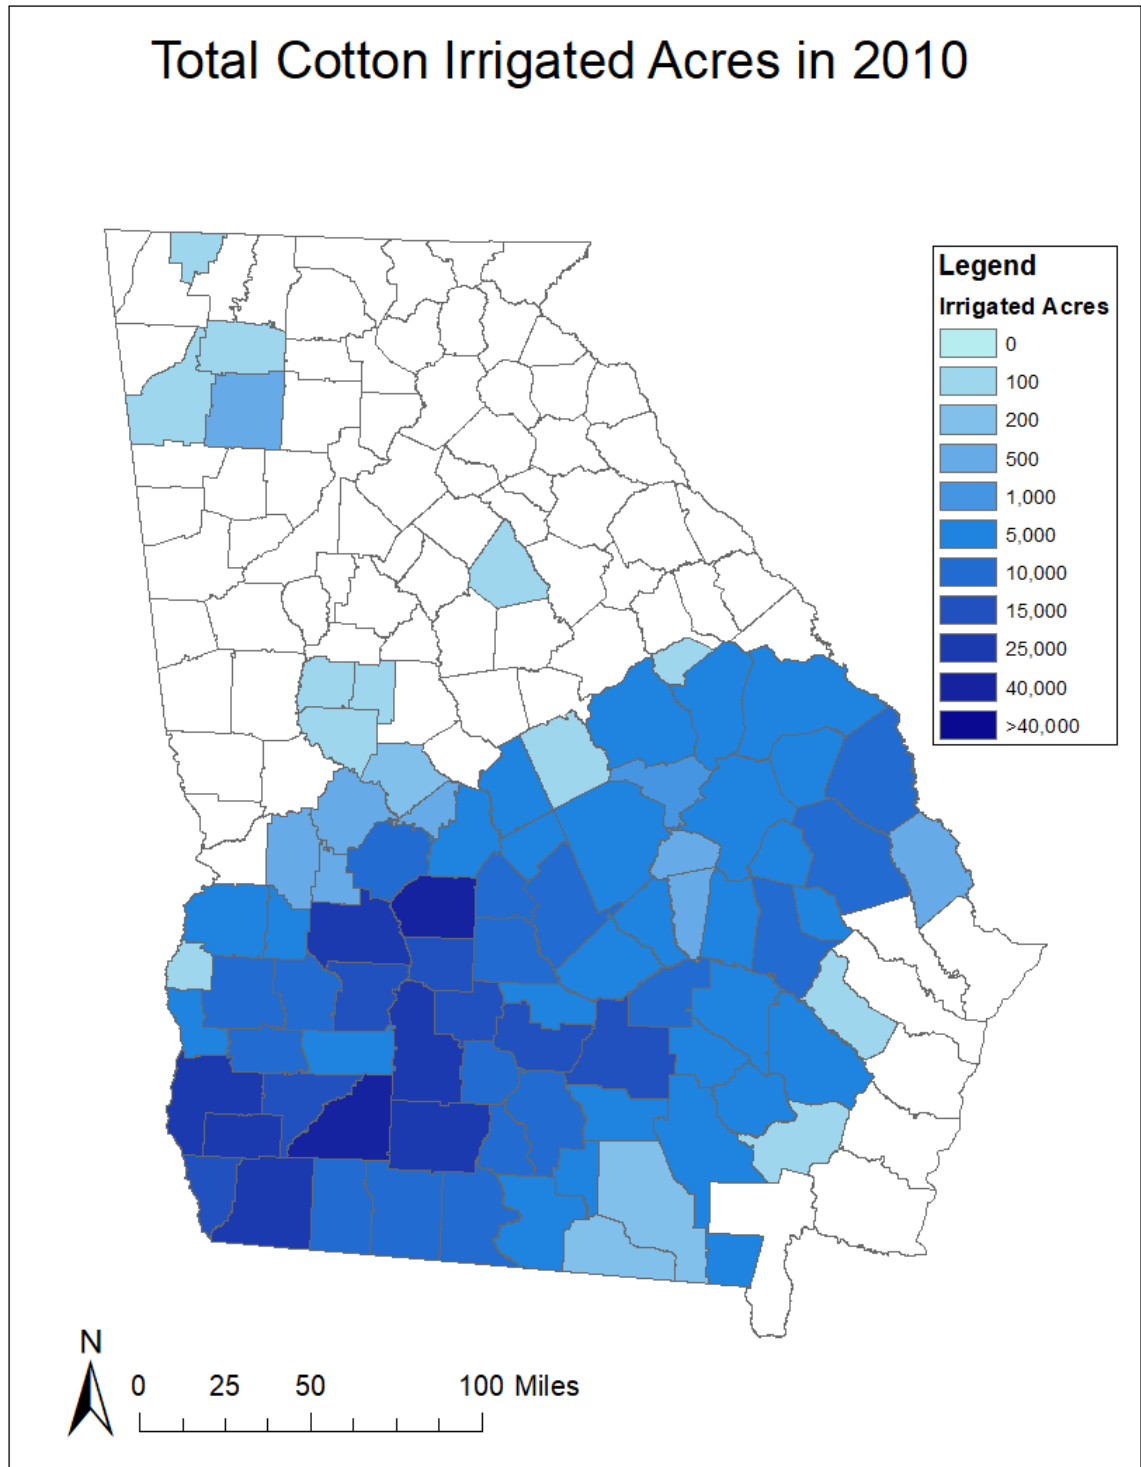 Total Cotton Irrigated Acres in 2010
Legend
Irrigated Acres
0
100
200
500
1,000
5,000
10,000
15,000
25,000
40,000
>40,000
N
0 25 50 100 Miles